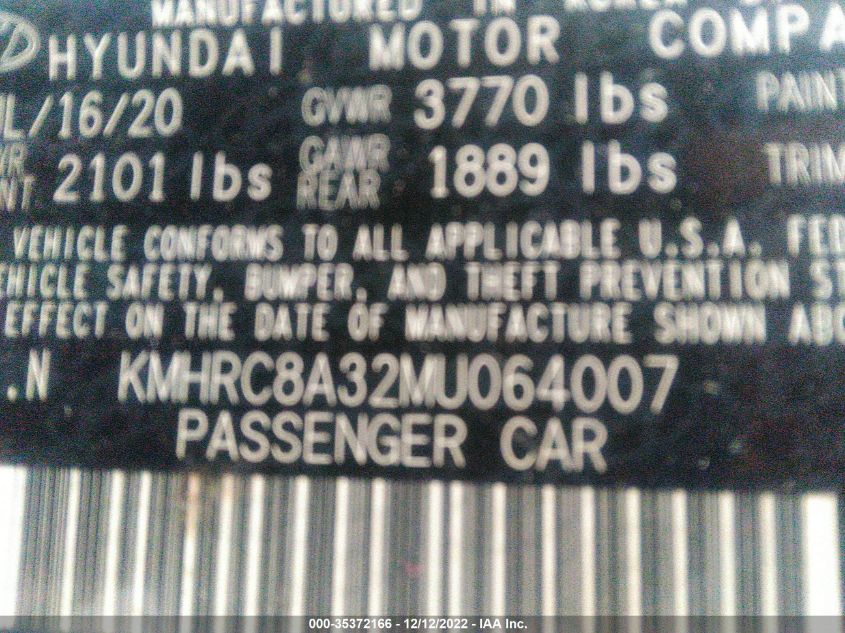 MANUFACTURED IN KOREA
HYUNDAI MOTOR COMPA
L/16/20 GVWR 3770 lbs PAINT
2101 lbs GAWR REAR 1889 lbs TRIM
VEHICLE CONFORMS TO ALL APPLICABLE U.S.A. FED
EHICLE SAFETY, BUMPER, AND THEFT PREVENTION ST
EFFECT ON THE DATE OF MANUFACTURE SHOWN ABO
.N KMHRC8A32MU064007
PASSENGER CAR
000-35372166 - 12/12/2022 - IAA Inc.